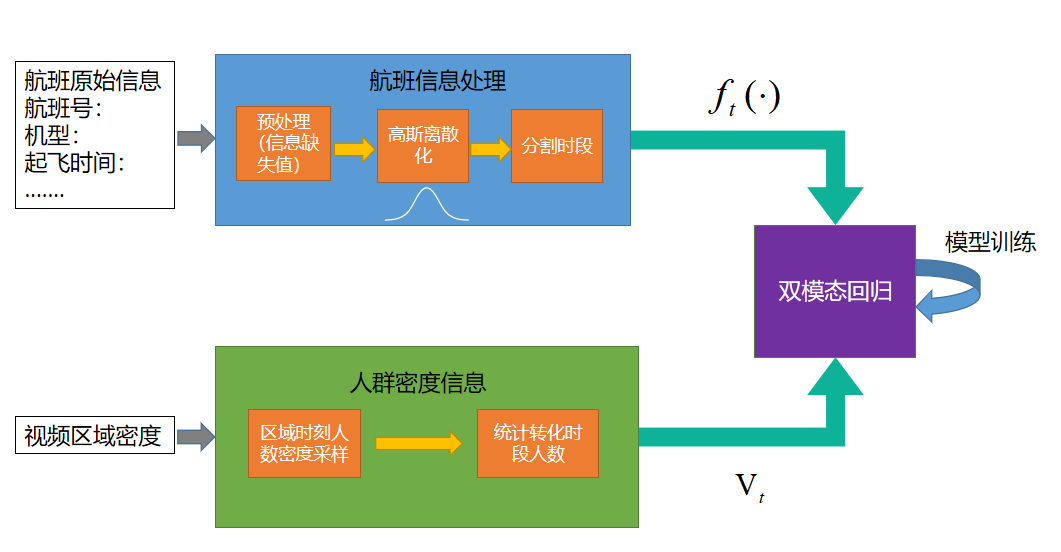 航班原始信息
航班号：
机型：
起飞时间：
.......
航班信息处理
预处理
（信息缺
失值）
高斯离散
化
分割时段
f_t (·)
模型训练
双模态回归
人群密度信息
视频区域密度
区域时刻人
数密度采样
统计转化时
段人数
V_t